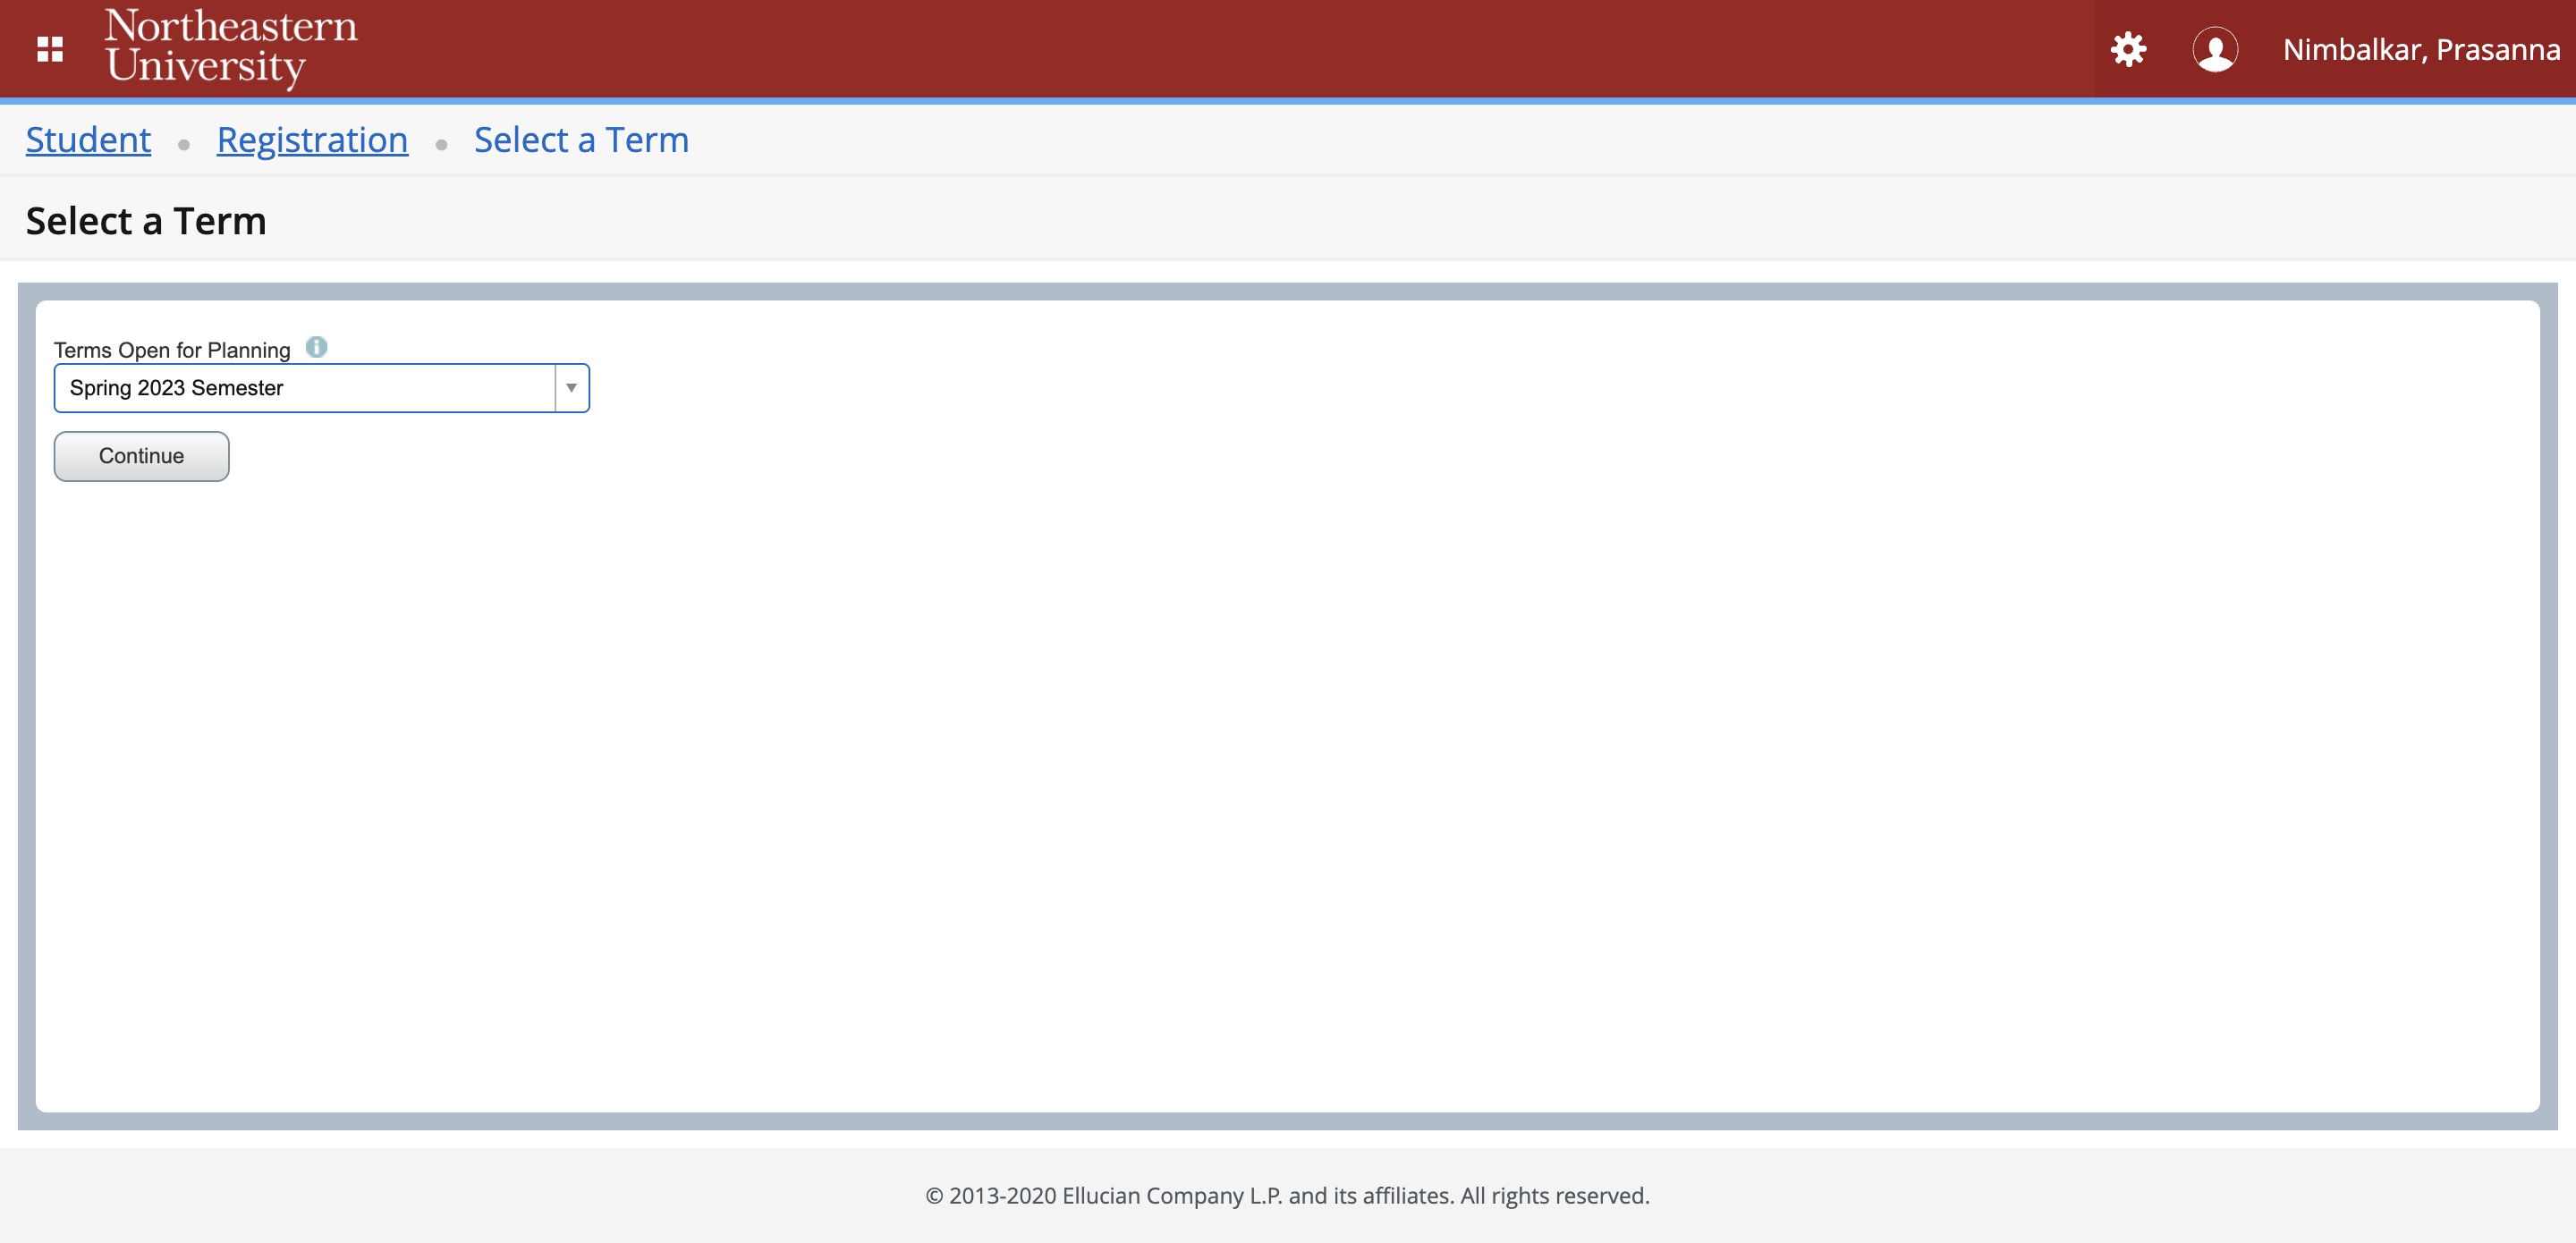 Northeastern
University
Nimbalkar, Prasanna
Student • Registration • Select a Term
Select a Term
Terms Open for Planning
Spring 2023 Semester
Continue
© 2013-2020 Ellucian Company L.P. and its affiliates. All rights reserved.